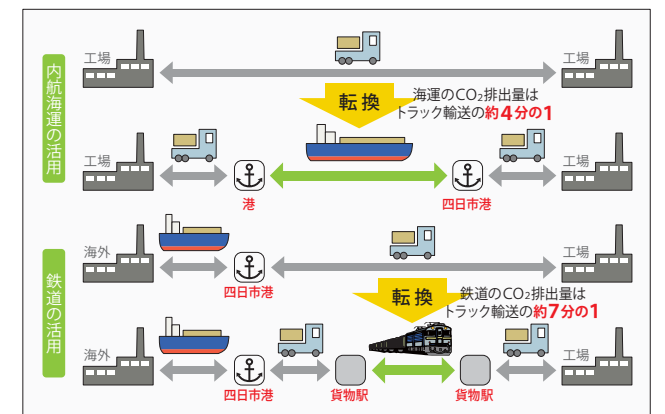 内航海運の活用
工場
工場
転換
海運のCO₂排出量は
トラック輸送の約4分の1
工場
港
四日市港
工場
鉄道の活用
海外
四日市港
工場
転換
鉄道のCO₂排出量は
トラック輸送の約7分の1
海外
四日市港
貨物駅
貨物駅
工場